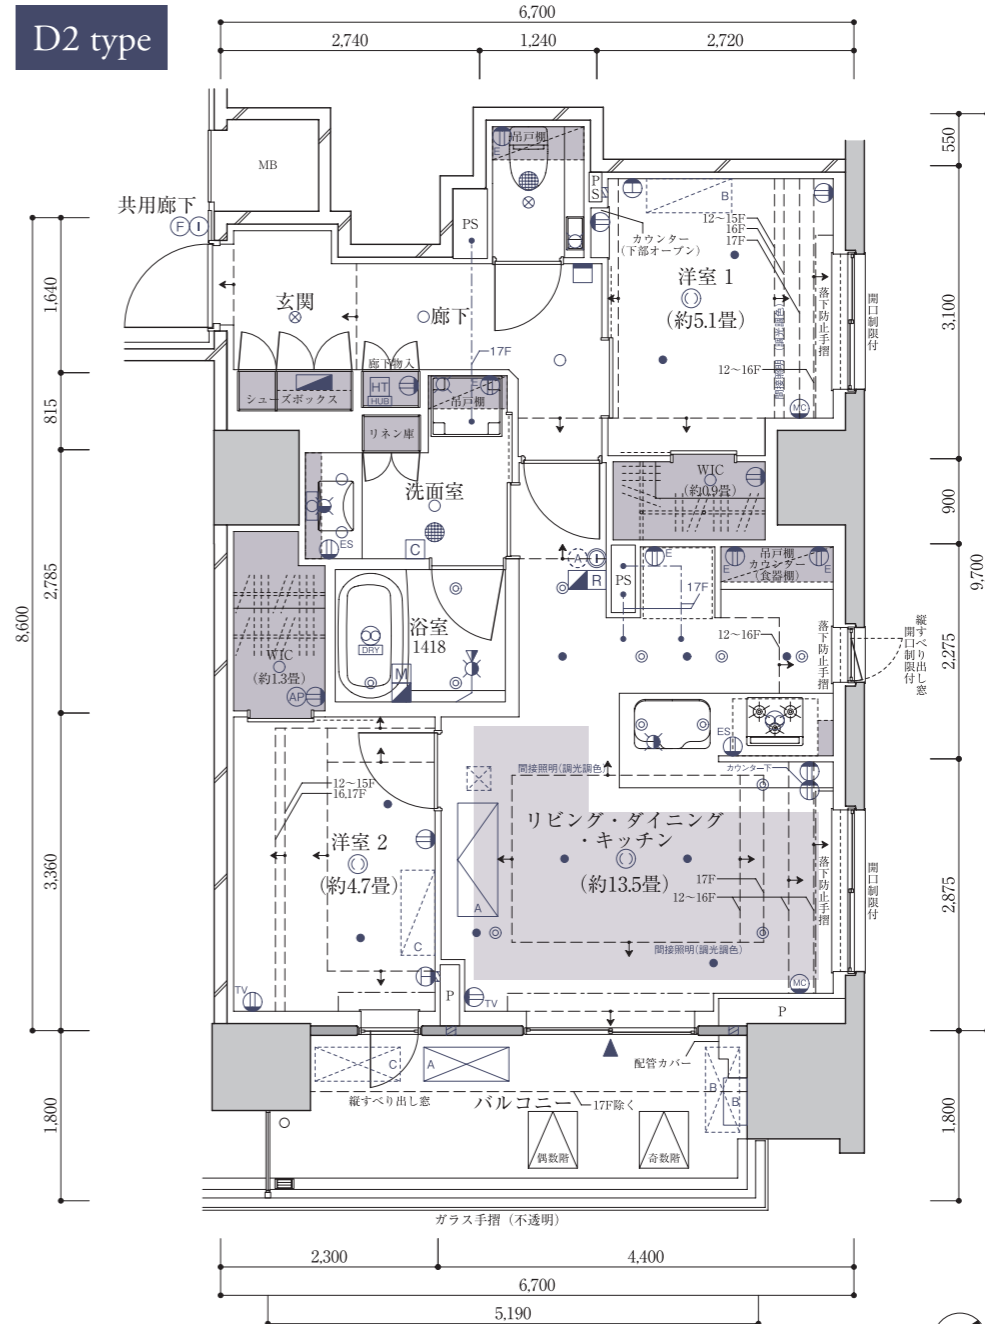 D2 type
6,700
2,740
1,240
2,720
550
MB
吊戸棚
E
PS
共用廊下
F I
PS
B
カウンター
(下部オープン)
12〜15F
16F
17F
洋室 1
(約5.1畳)
落下防止手摺
開口制限付
間接照明(調光調色)
12〜16F
MC
1,640
3,100
玄関
廊下
17F
廊下物入
シューズボックス
HT
HUB
吊戸棚
E
E
リネン庫
815
WIC
(約0.9畳)
900
洗面室
ES
C
A I
R
PS
E
吊戸棚
カウンター
(食器棚)
E
E
17F
2,785
8,600
9,700
WIC
(約1.3畳)
AP
浴室
1418
DRY
M
12〜16F
落下防止手摺
縦すべり出し窓
開口制限付
2,275
ES
カウンター下
12〜15F
16,17F
洋室 2
(約4.7畳)
C
TV
間接照明(調光調色)
リビング・ダイニング
・キッチン
(約13.5畳)
A
17F
12〜16F
間接照明(調光調色)
落下防止手摺
開口制限付
MC
3,360
2,875
P
TV
P
C
A
縦すべり出し窓
バルコニー
17F除く
配管カバー
B
B
偶数階
奇数階
1,800
1,800
ガラス手摺（不透明）
2,300
4,400
6,700
5,190